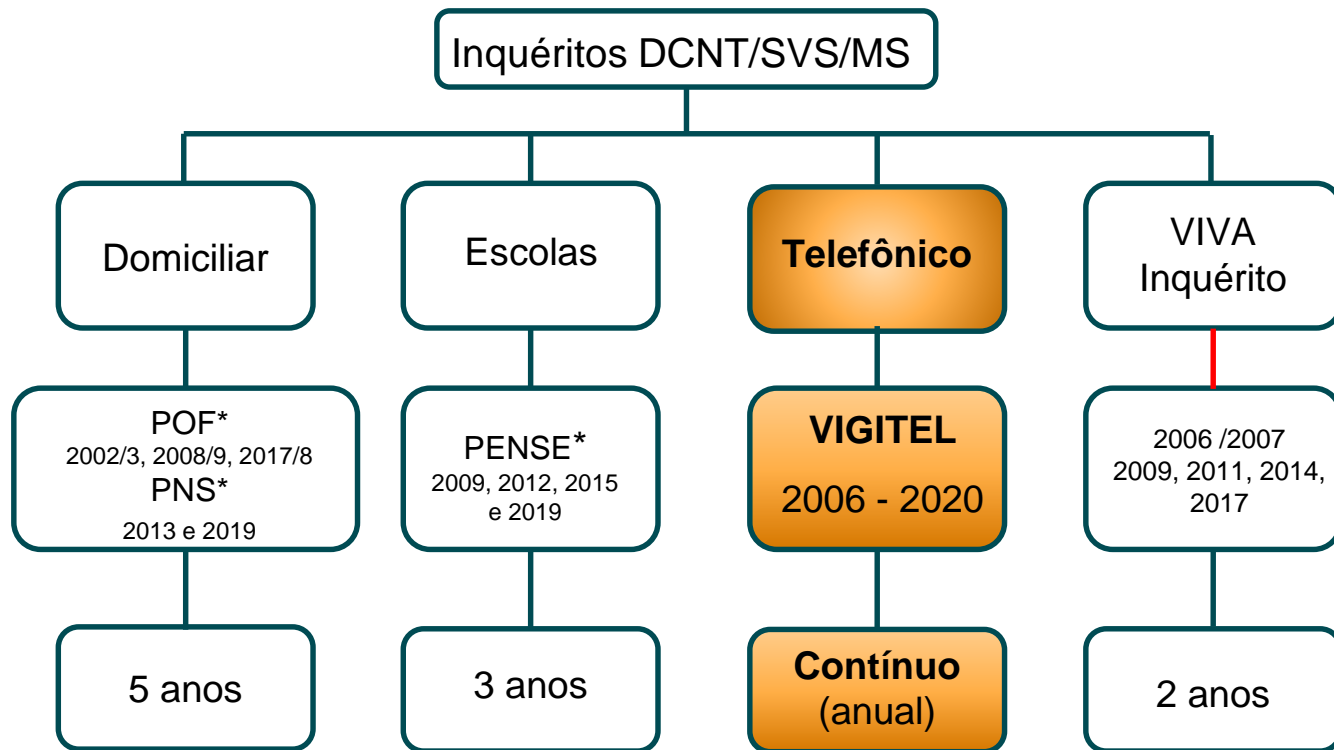 Inquéritos DCNT/SVS/MS
Domiciliar
Escolas
Telefônico
VIVA
Inquérito
POF*
2002/3, 2008/9, 2017/8
PNS*
2013 e 2019
PENSE*
2009, 2012, 2015
e 2019
VIGITEL
2006 - 2020
2006 /2007
2009, 2011, 2014,
2017
5 anos
3 anos
Contínuo
(anual)
2 anos